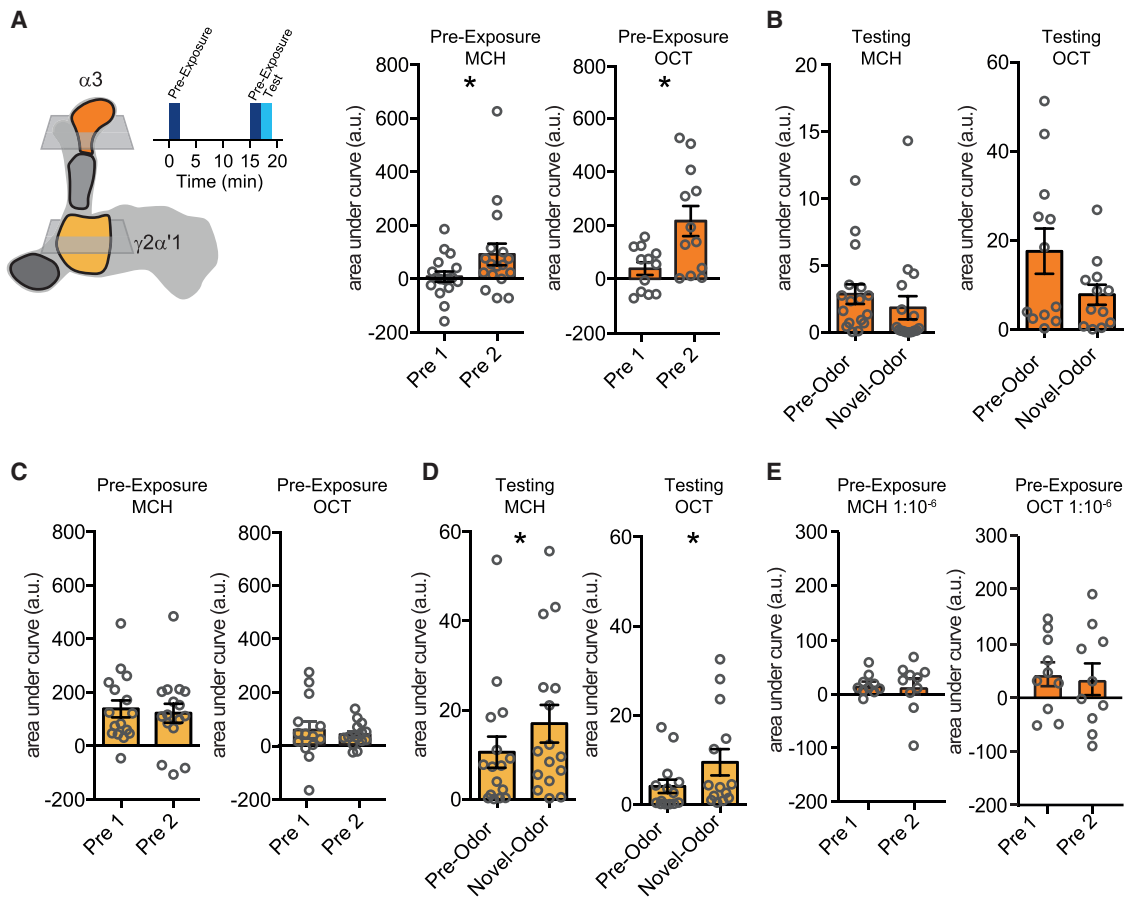 A
α3
γ2α'1
Pre-Exposure
Pre-Exposure
Test
0 5 10 15 20
Time (min)
Pre-Exposure
MCH
*
area under curve (a.u.)
800
600
400
200
0
-200
Pre 1
Pre 2
Pre-Exposure
OCT
*
area under curve (a.u.)
800
600
400
200
0
-200
Pre 1
Pre 2
B
Testing
MCH
area under curve (a.u.)
20
15
10
5
0
Pre-Odor
Novel-Odor
Testing
OCT
area under curve (a.u.)
60
40
20
0
Pre-Odor
Novel-Odor
C
Pre-Exposure
MCH
area under curve (a.u.)
800
600
400
200
0
-200
Pre 1
Pre 2
Pre-Exposure
OCT
area under curve (a.u.)
800
600
400
200
0
-200
Pre 1
Pre 2
D
Testing
MCH
*
area under curve (a.u.)
60
40
20
0
Pre-Odor
Novel-Odor
Testing
OCT
*
area under curve (a.u.)
60
40
20
0
Pre-Odor
Novel-Odor
E
Pre-Exposure
MCH 1:10⁻⁶
area under curve (a.u.)
300
200
100
0
-100
-200
Pre 1
Pre 2
Pre-Exposure
OCT 1:10⁻⁶
area under curve (a.u.)
300
200
100
0
-100
-200
Pre 1
Pre 2